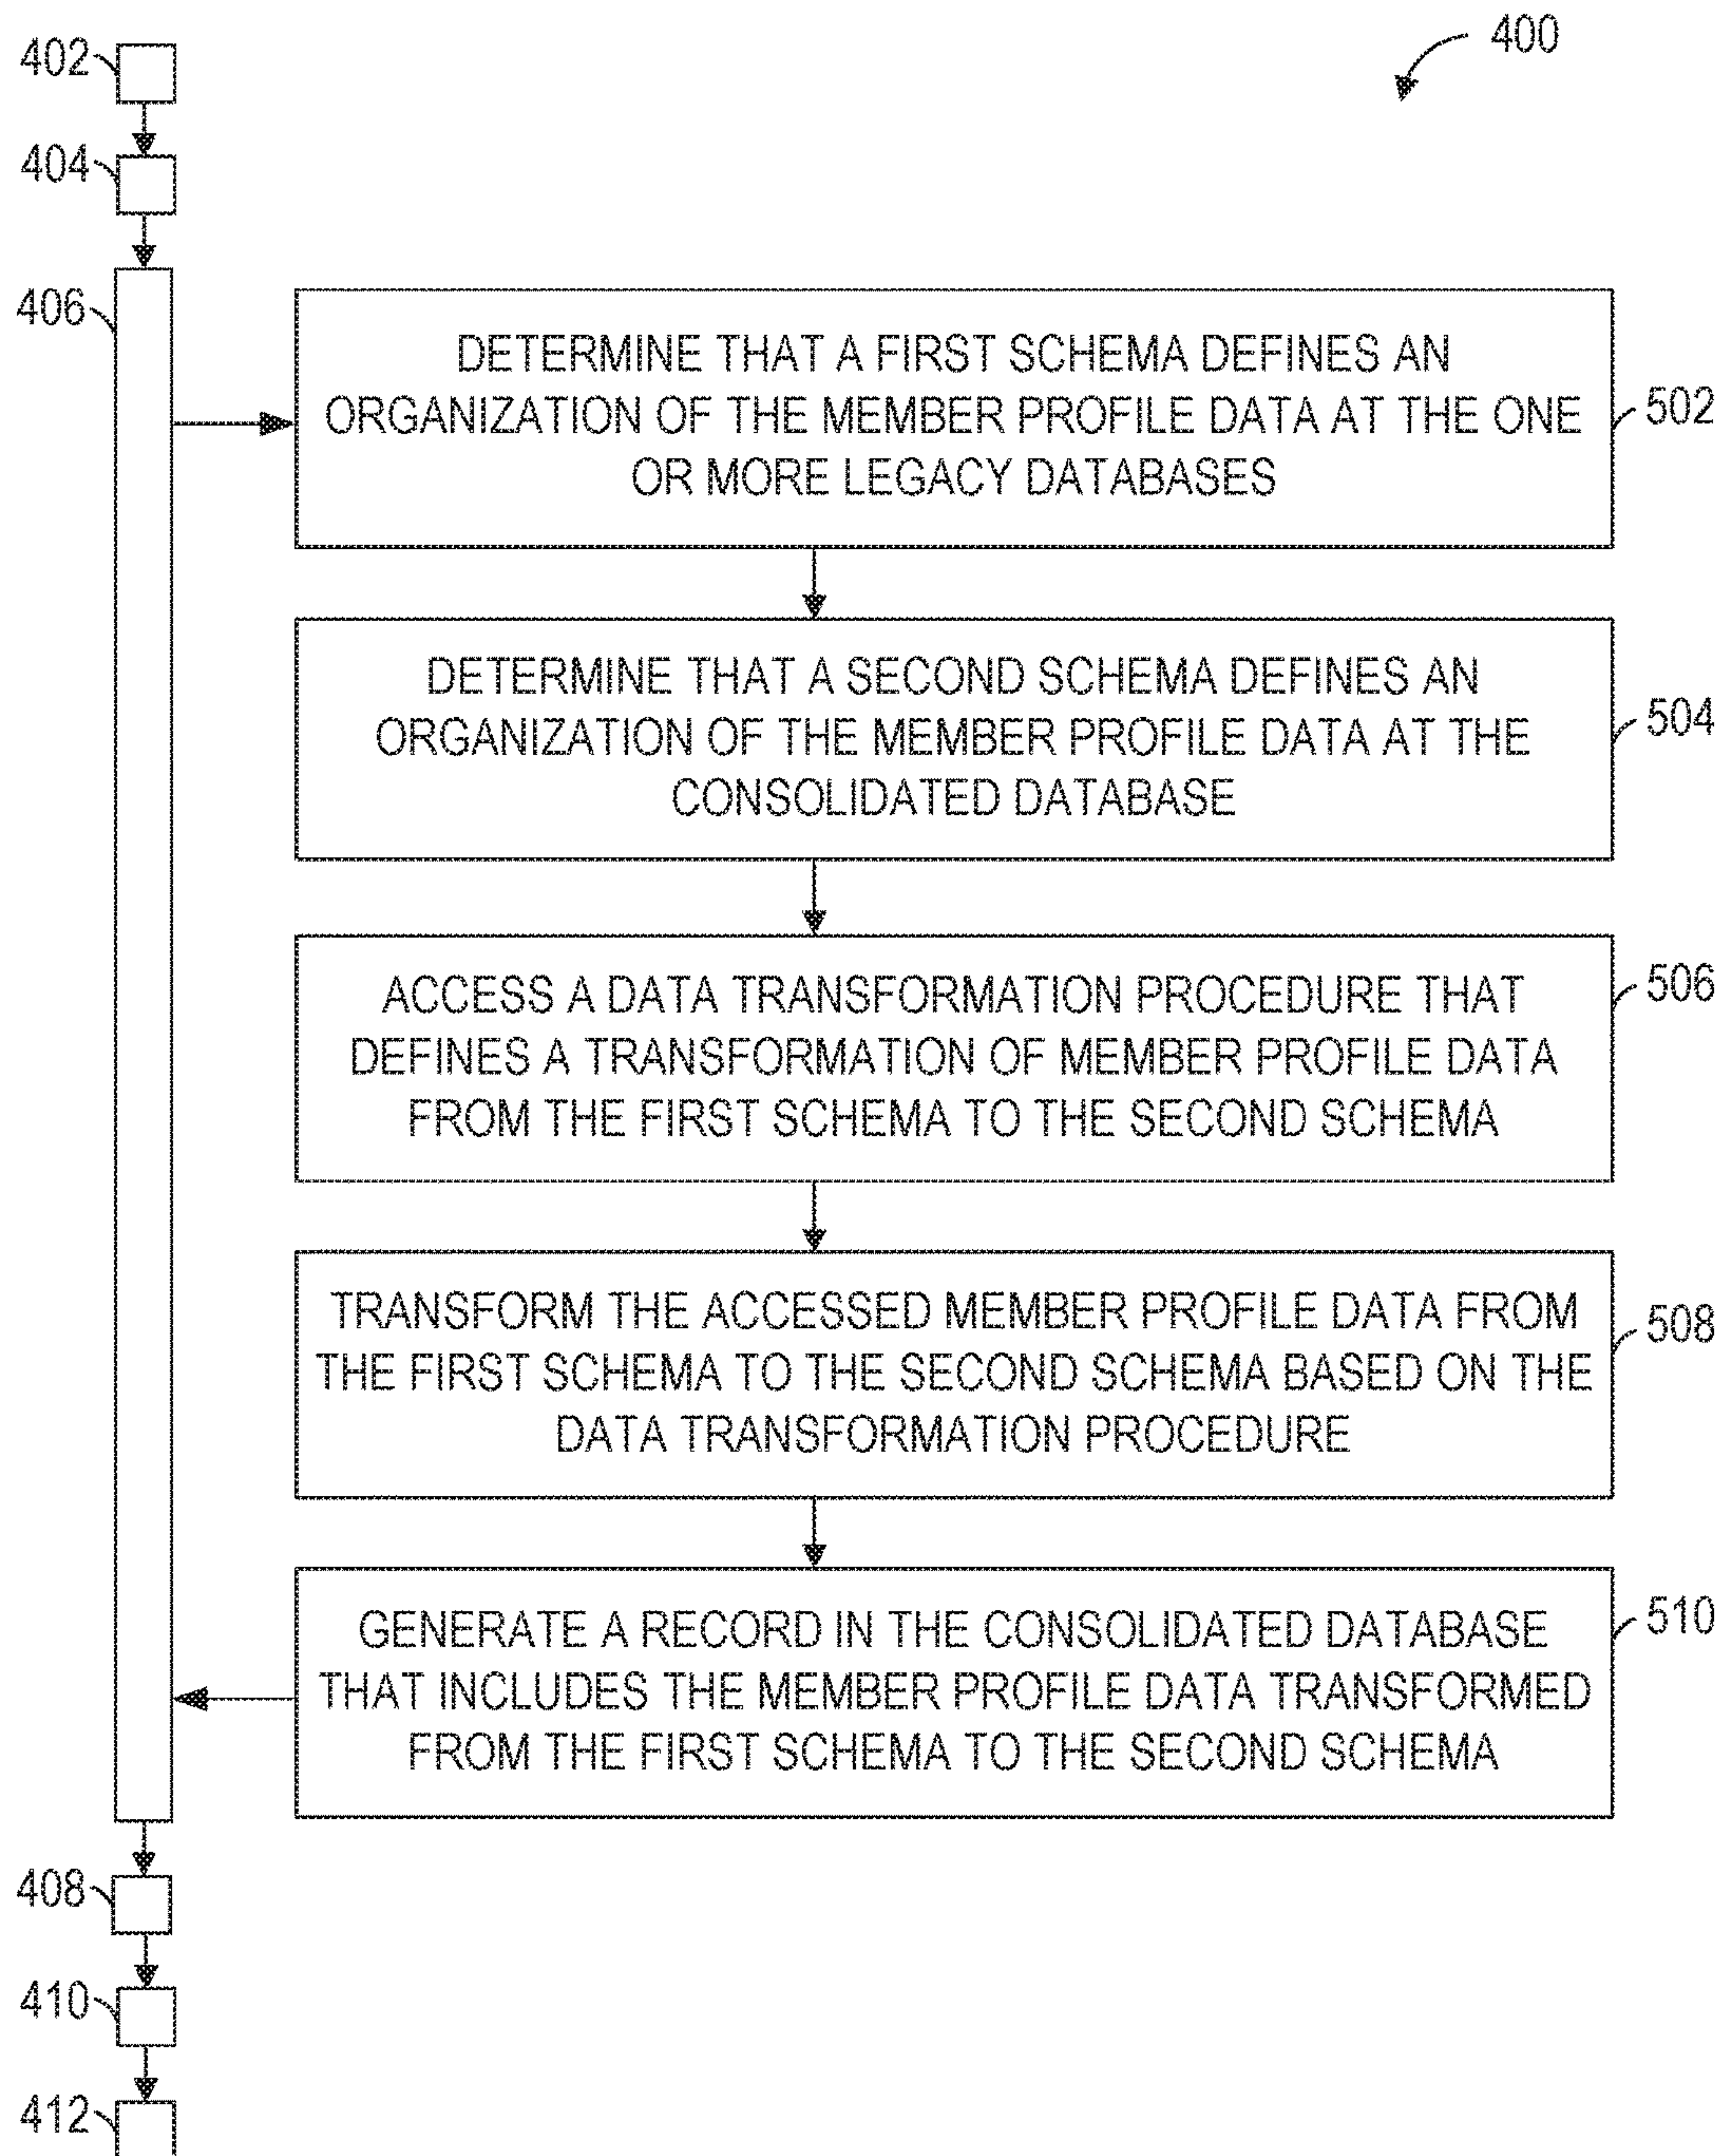 400
402
404
406
DETERMINE THAT A FIRST SCHEMA DEFINES AN
ORGANIZATION OF THE MEMBER PROFILE DATA AT THE ONE
OR MORE LEGACY DATABASES
502
DETERMINE THAT A SECOND SCHEMA DEFINES AN
ORGANIZATION OF THE MEMBER PROFILE DATA AT THE
CONSOLIDATED DATABASE
504
ACCESS A DATA TRANSFORMATION PROCEDURE THAT
DEFINES A TRANSFORMATION OF MEMBER PROFILE DATA
FROM THE FIRST SCHEMA TO THE SECOND SCHEMA
506
TRANSFORM THE ACCESSED MEMBER PROFILE DATA FROM
THE FIRST SCHEMA TO THE SECOND SCHEMA BASED ON THE
DATA TRANSFORMATION PROCEDURE
508
GENERATE A RECORD IN THE CONSOLIDATED DATABASE
THAT INCLUDES THE MEMBER PROFILE DATA TRANSFORMED
FROM THE FIRST SCHEMA TO THE SECOND SCHEMA
510
408
410
412